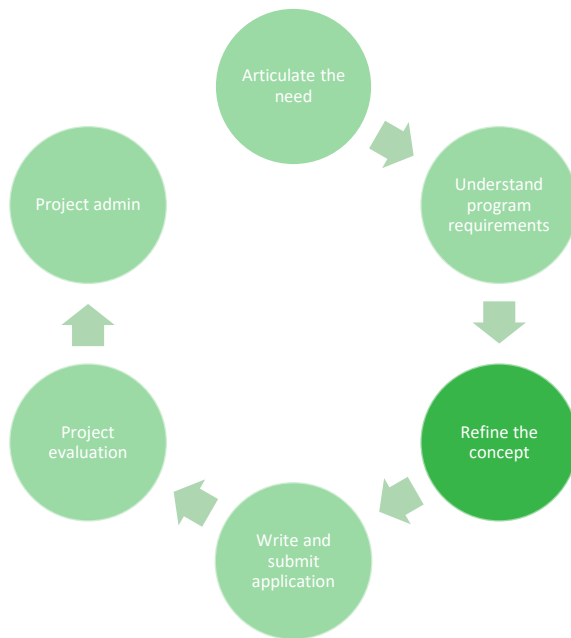 Articulate the
need
Understand
program
requirements
Refine the
concept
Write and
submit
application
Project
evaluation
Project admin